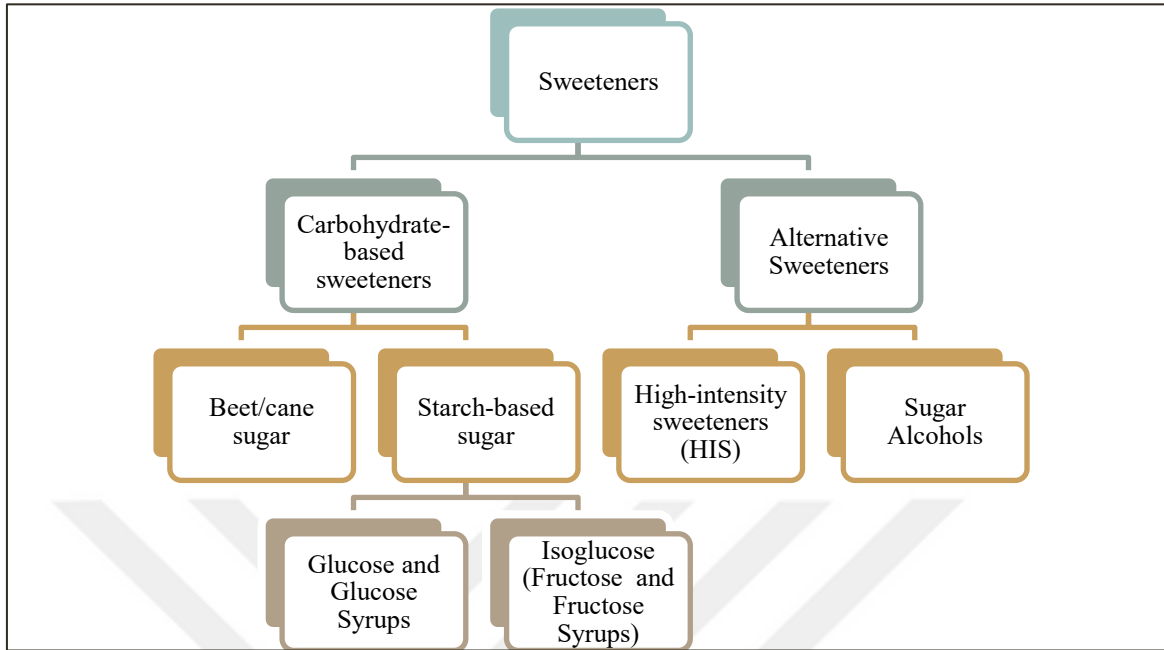 Sweeteners
Carbohydrate-
based
sweeteners
Alternative
Sweeteners
Beet/cane
sugar
Starch-based
sugar
High-intensity
sweeteners
(HIS)
Sugar
Alcohols
Glucose and
Glucose
Syrups
Isoglucose
(Fructose and
Fructose
Syrups)